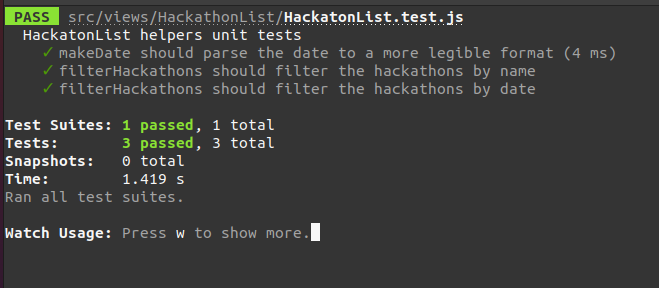 PASS src/views/HackathonList/HackatonList.test.js
HackatonList helpers unit tests
✓ makeDate should parse the date to a more legible format (4 ms)
✓ filterHackathons should filter the hackathons by name
✓ filterHackathons should filter the hackathons by date
Test Suites: 1 passed, 1 total
Tests: 3 passed, 3 total
Snapshots: 0 total
Time: 1.419 s
Ran all test suites.
Watch Usage: Press w to show more.